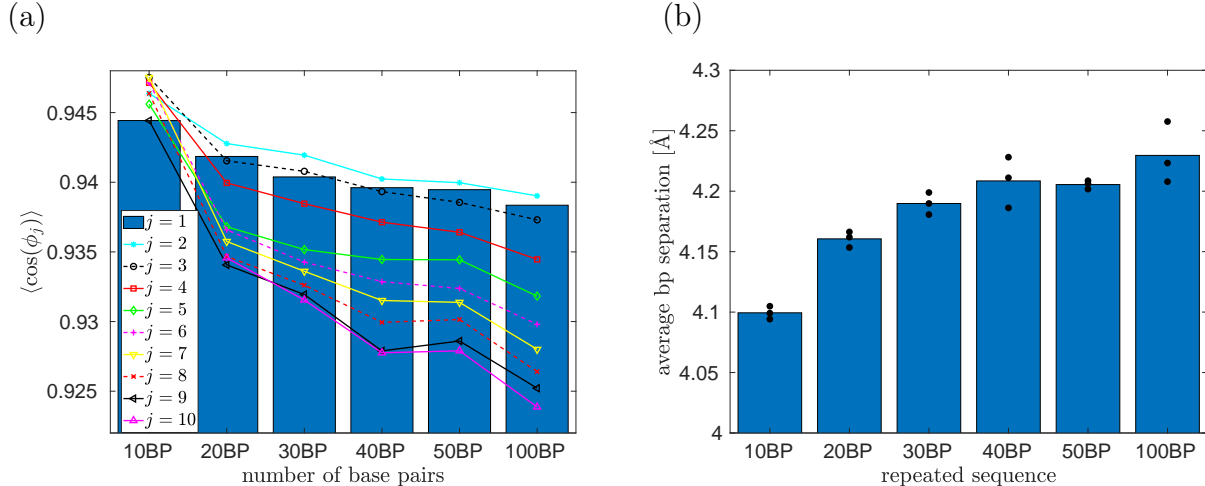 (a)
(b)
⟨cos(ϕ_j)⟩
0.945
0.94
0.935
0.93
0.925
j = 1
j = 2
j = 3
j = 4
j = 5
j = 6
j = 7
j = 8
j = 9
j = 10
10BP 20BP 30BP 40BP 50BP 100BP
number of base pairs
average bp separation [Å]
4.3
4.25
4.2
4.15
4.1
4.05
4
10BP 20BP 30BP 40BP 50BP 100BP
repeated sequence